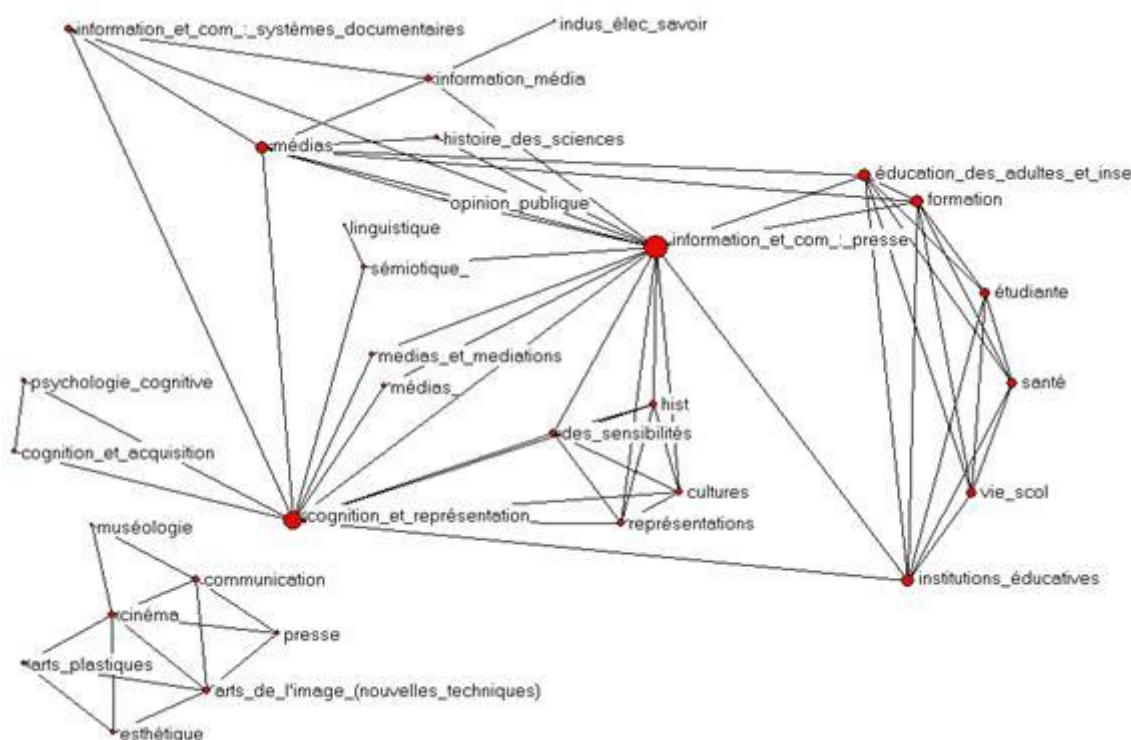 indus_élec_savoir
information_et_com_:_systèmes_documentaires
information_média
histoire_des_sciences
médias
éducation_des_adultes_et_inse
formation
opinion_publique
linguistique
information_et_com_:_presse
sémiotique_
étudiante
medias_et_mediations
psychologie_cognitive
médias_
santé
hist
des_sensibilités
cognition_et_acquisition
cultures
vie_scol
cognition_et_représentation
représentations
muséologie
communication
institutions_éducatives
cinéma
presse
arts_plastiques
arts_de_l'image_(nouvelles_techniques)
esthétique